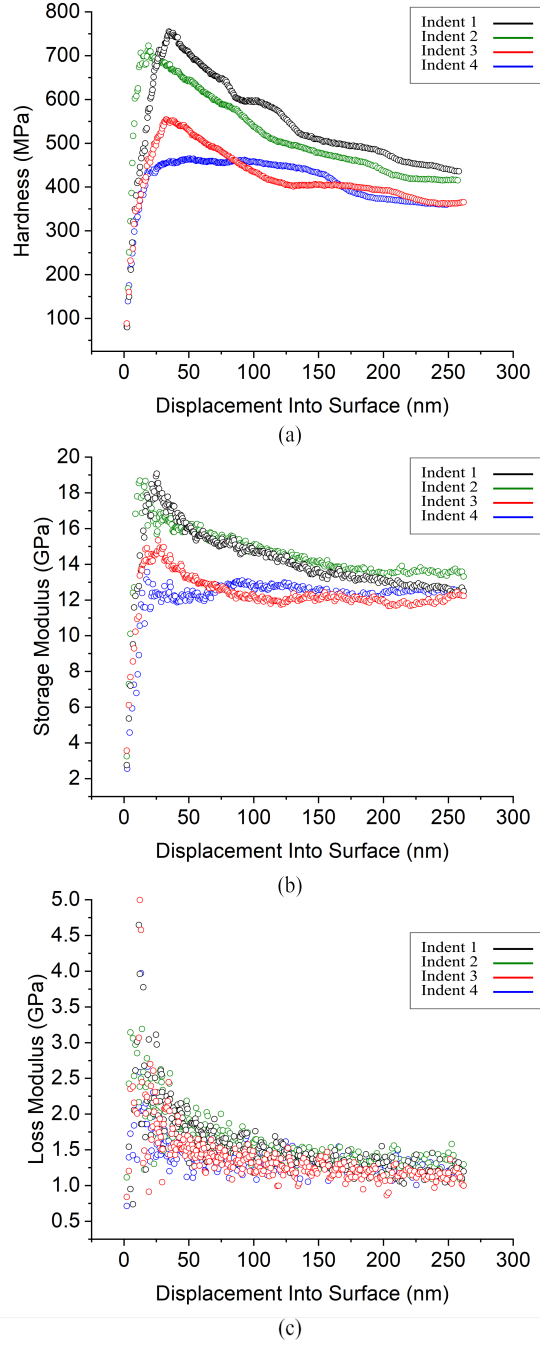 800
700
600
500
400
300
200
100
Hardness (MPa)
Indent 1
Indent 2
Indent 3
Indent 4
0 50 100 150 200 250 300
Displacement Into Surface (nm)
(a)
20
18
16
14
12
10
8
6
4
2
Storage Modulus (GPa)
Indent 1
Indent 2
Indent 3
Indent 4
0 50 100 150 200 250 300
Displacement Into Surface (nm)
(b)
5.0
4.5
4.0
3.5
3.0
2.5
2.0
1.5
1.0
0.5
Loss Modulus (GPa)
Indent 1
Indent 2
Indent 3
Indent 4
0 50 100 150 200 250 300
Displacement Into Surface (nm)
(c)